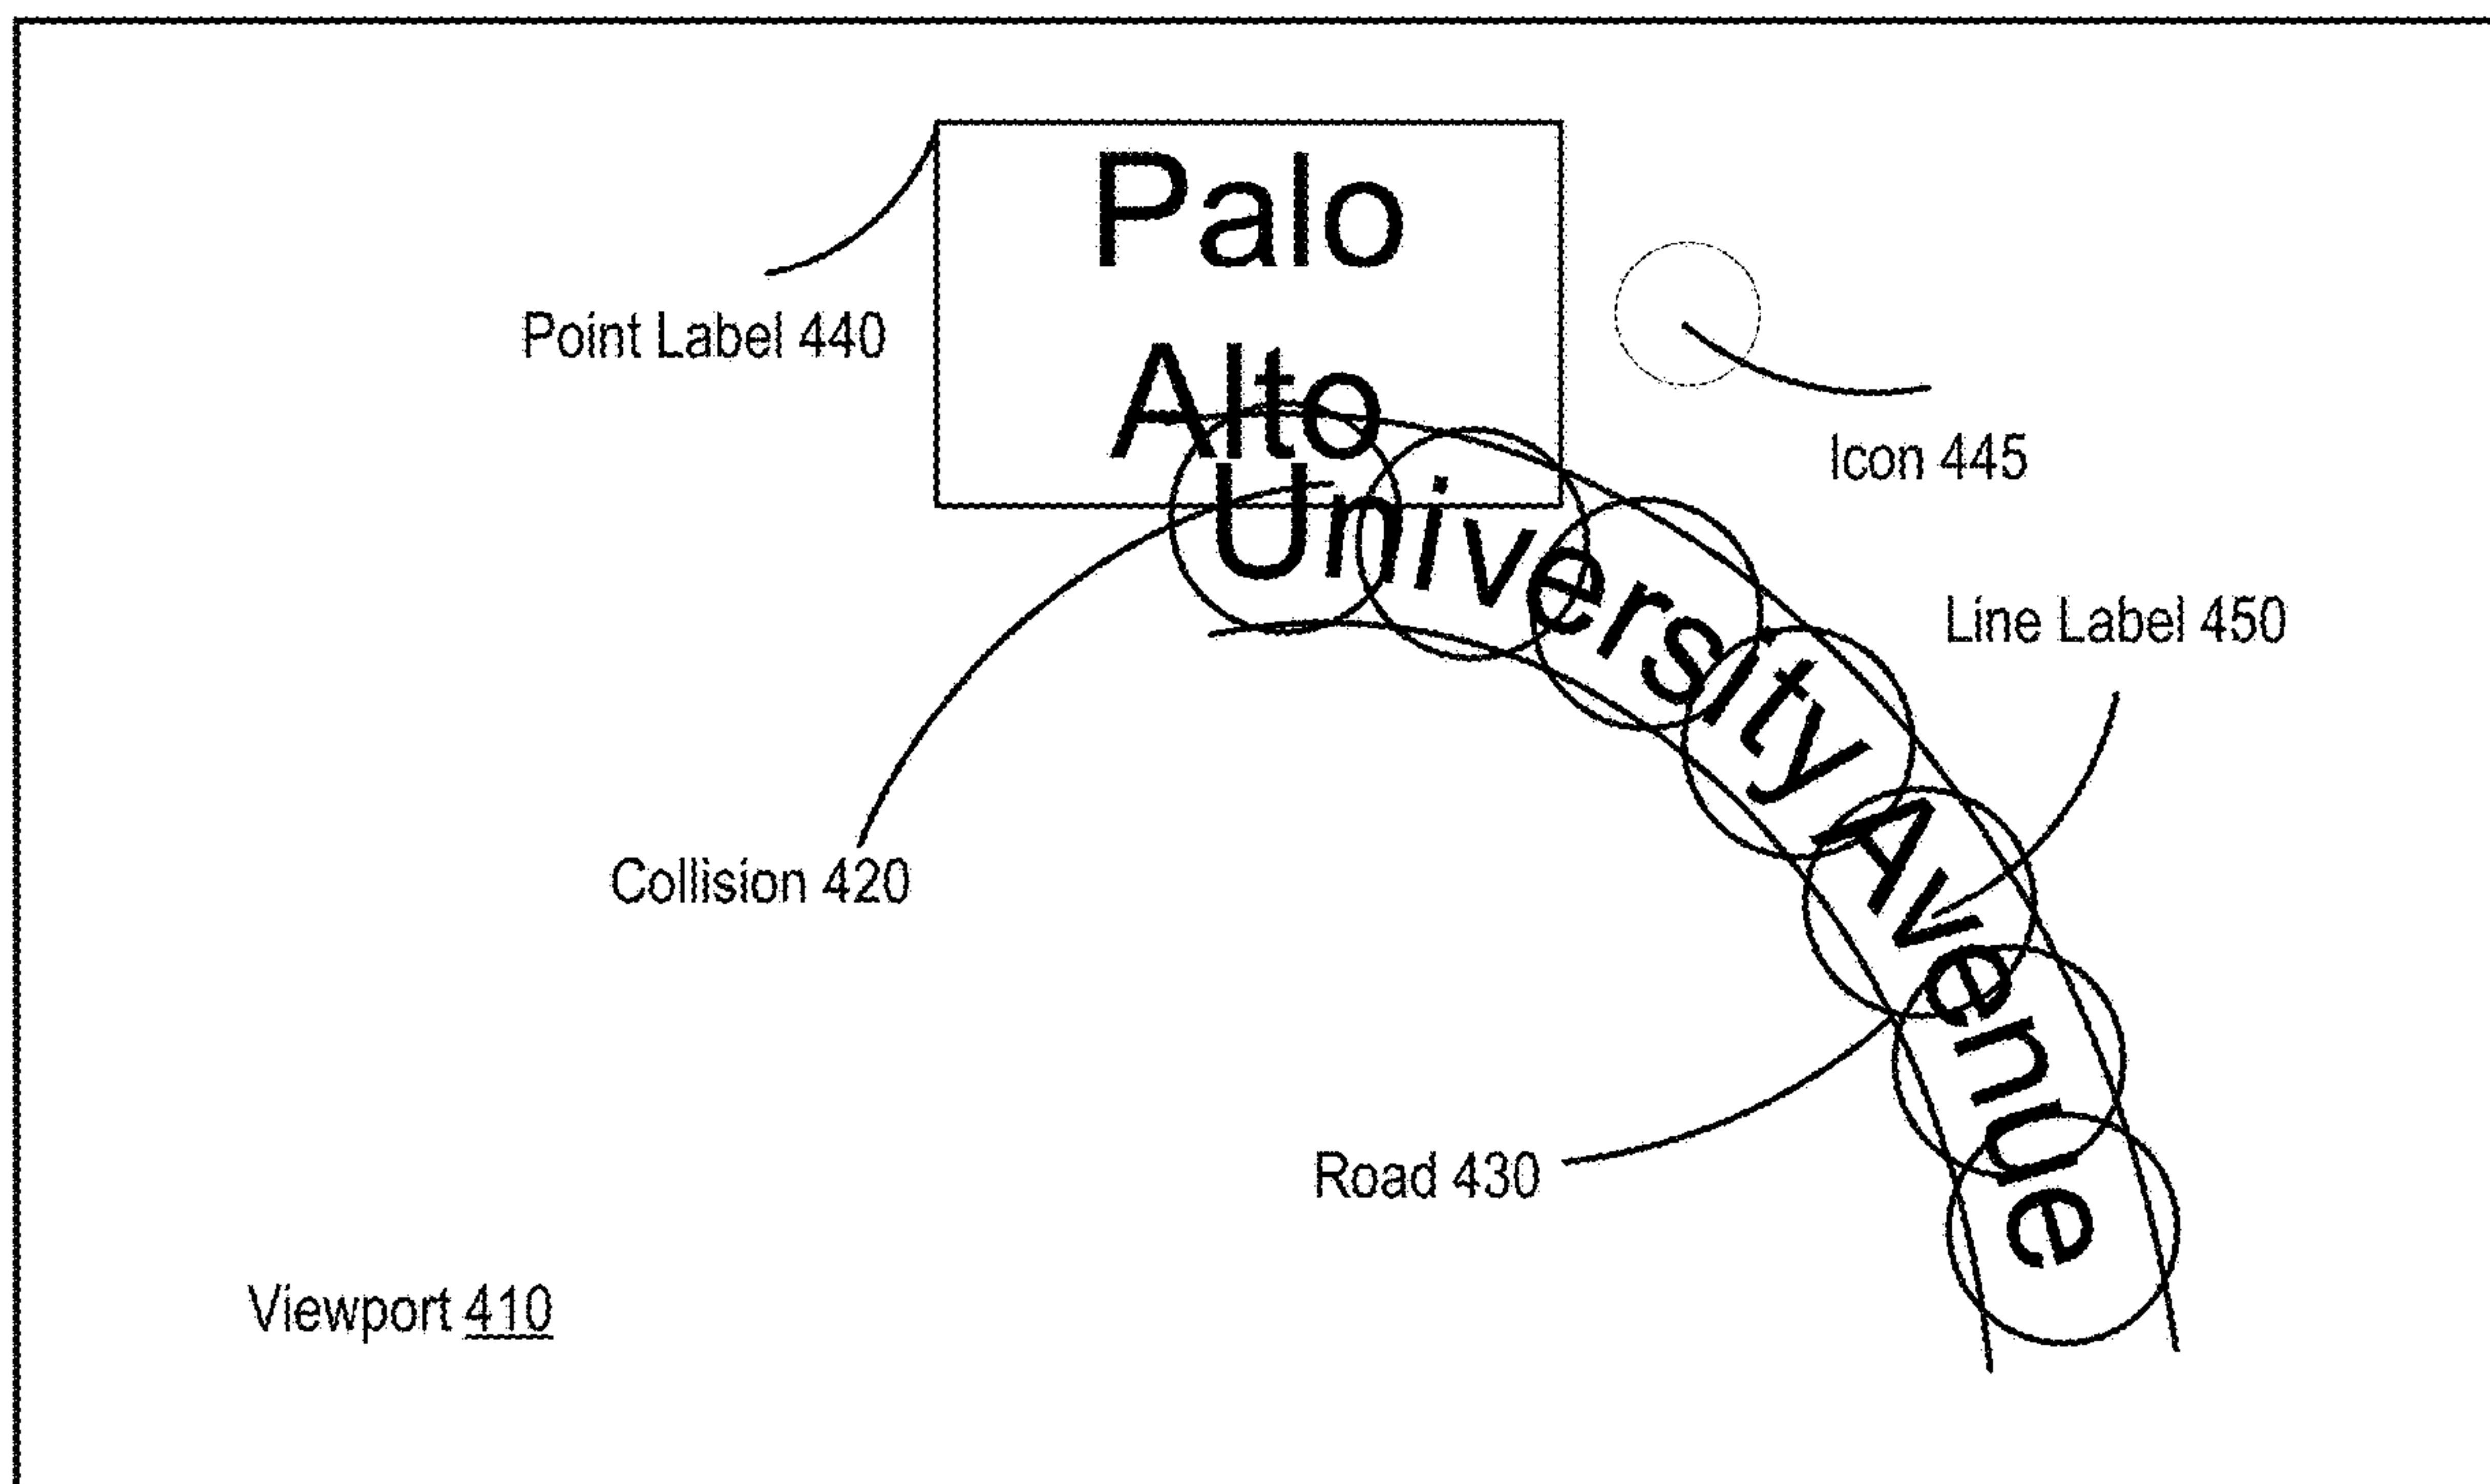 Palo
Alto
Point Label 440
Icon 445
University Avenue
Line Label 450
Collision 420
Road 430
Viewport 410